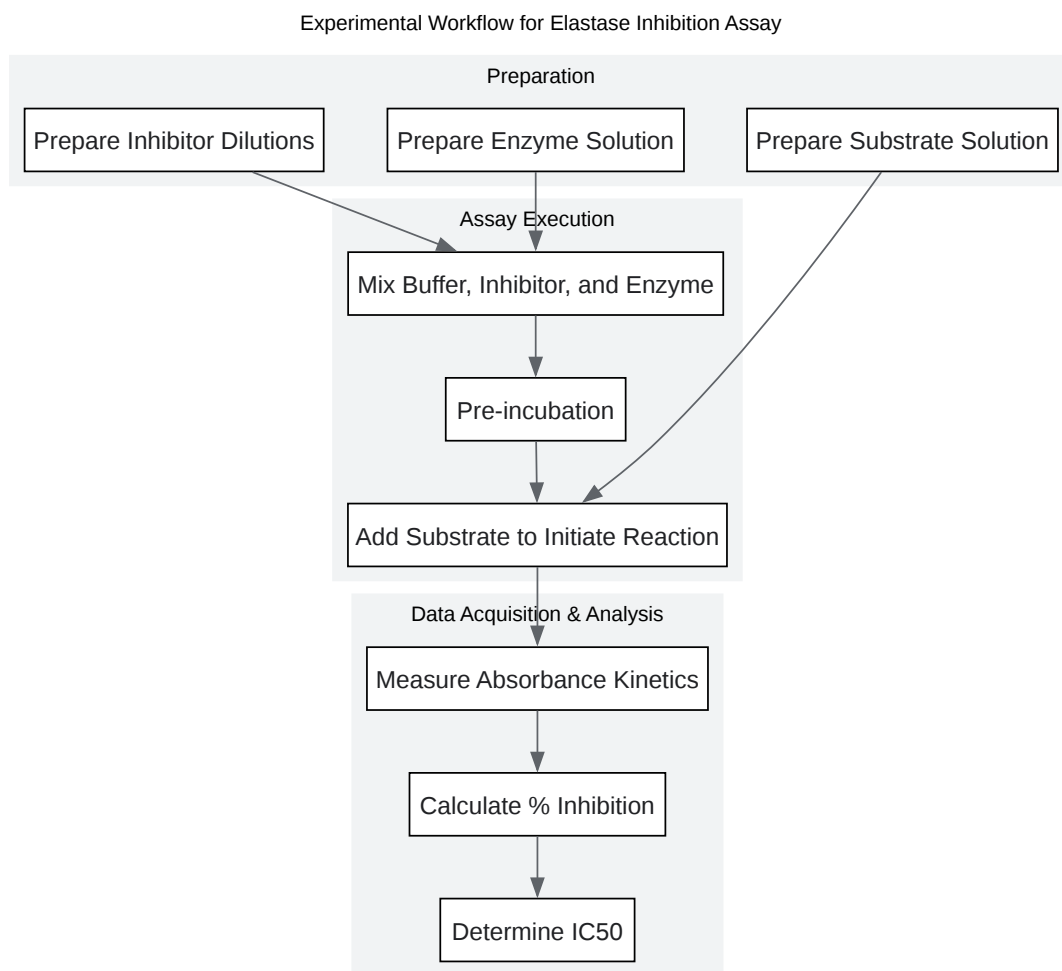 Experimental Workflow for Elastase Inhibition Assay
Preparation
Prepare Inhibitor Dilutions
Prepare Enzyme Solution
Prepare Substrate Solution
Assay Execution
Mix Buffer, Inhibitor, and Enzyme
Pre-incubation
Add Substrate to Initiate Reaction
Data Acquisition & Analysis
Measure Absorbance Kinetics
Calculate % Inhibition
Determine IC50